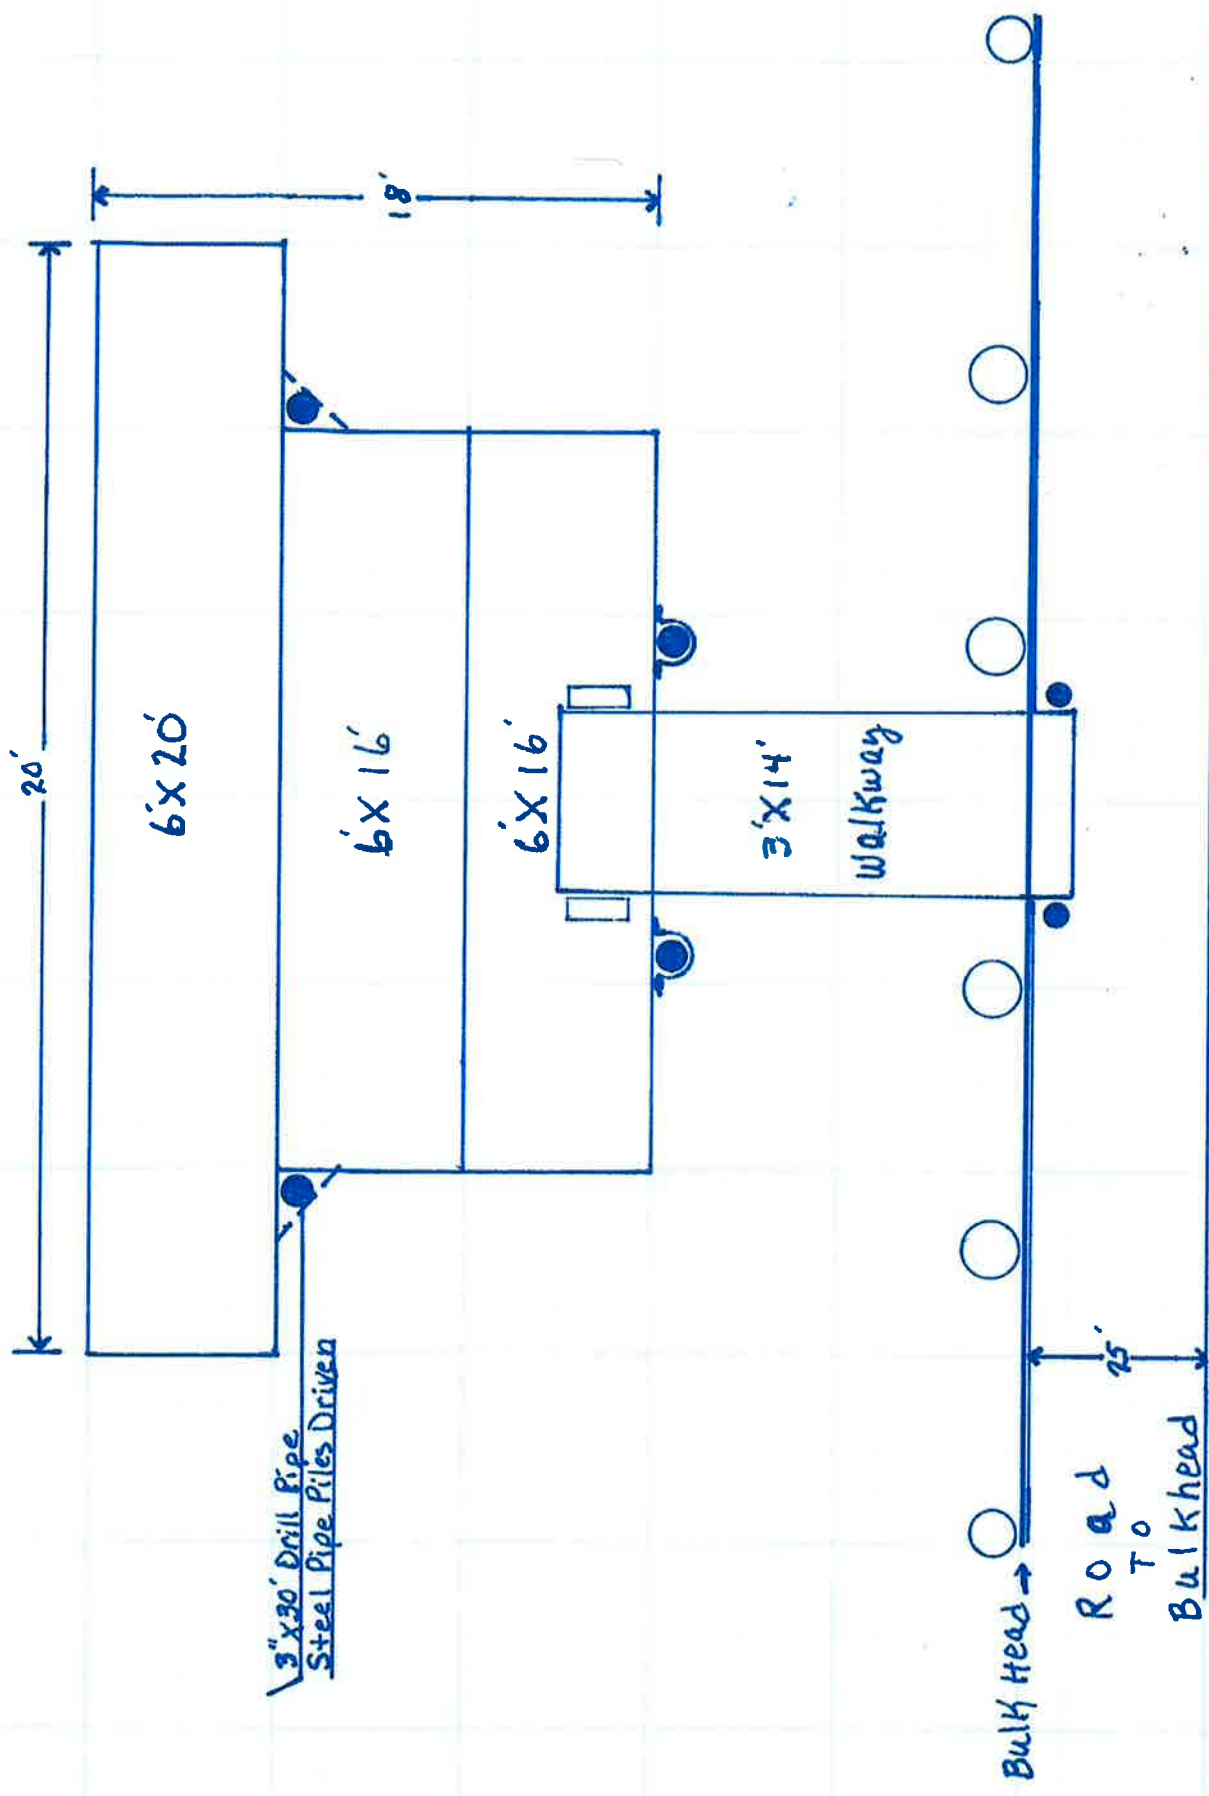 20'
18'
6'X20'
6'X16'
6'X16'
3'X14'
Walkway
3"X30' Drill Pipe
Steel Pipe Piles Driven
Bulk Head →
25'
Road
To
Bulkhead